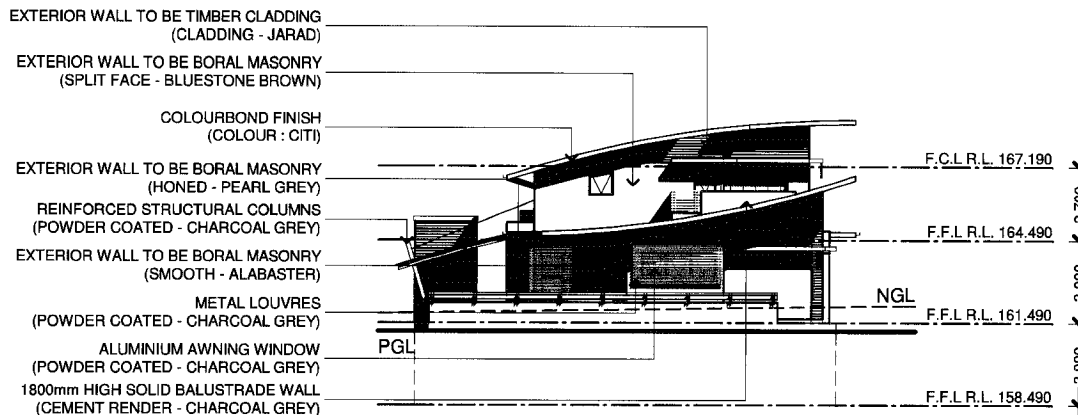 EXTERIOR WALL TO BE TIMBER CLADDING
(CLADDING - JARAD)
EXTERIOR WALL TO BE BORAL MASONRY
(SPLIT FACE - BLUESTONE BROWN)
COLOURBOND FINISH
(COLOUR : CITI)
EXTERIOR WALL TO BE BORAL MASONRY
(HONED - PEARL GREY)
REINFORCED STRUCTURAL COLUMNS
(POWDER COATED - CHARCOAL GREY)
EXTERIOR WALL TO BE BORAL MASONRY
(SMOOTH - ALABASTER)
METAL LOUVRES
(POWDER COATED - CHARCOAL GREY)
ALUMINIUM AWNING WINDOW
(POWDER COATED - CHARCOAL GREY)
1800mm HIGH SOLID BALUSTRADE WALL
(CEMENT RENDER - CHARCOAL GREY)
F.C.L R.L. 167.190
F.F.L R.L. 164.490
NGL
F.F.L R.L. 161.490
PGL
F.F.L R.L. 158.490